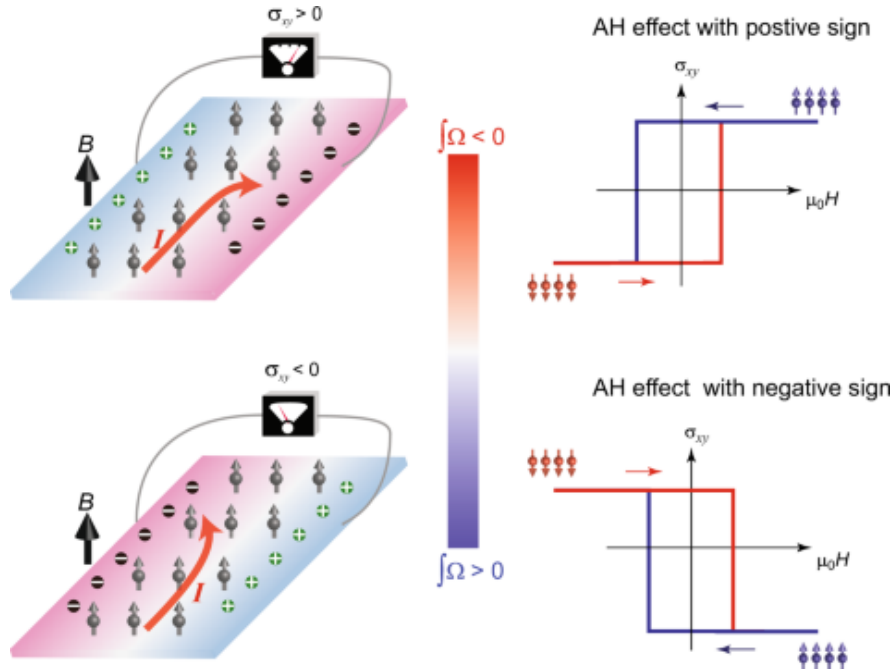 σxy > 0
B
I
∫Ω < 0
∫Ω > 0
AH effect with postive sign
σxy
μ0H
σxy < 0
B
I
AH effect with negative sign
σxy
μ0H